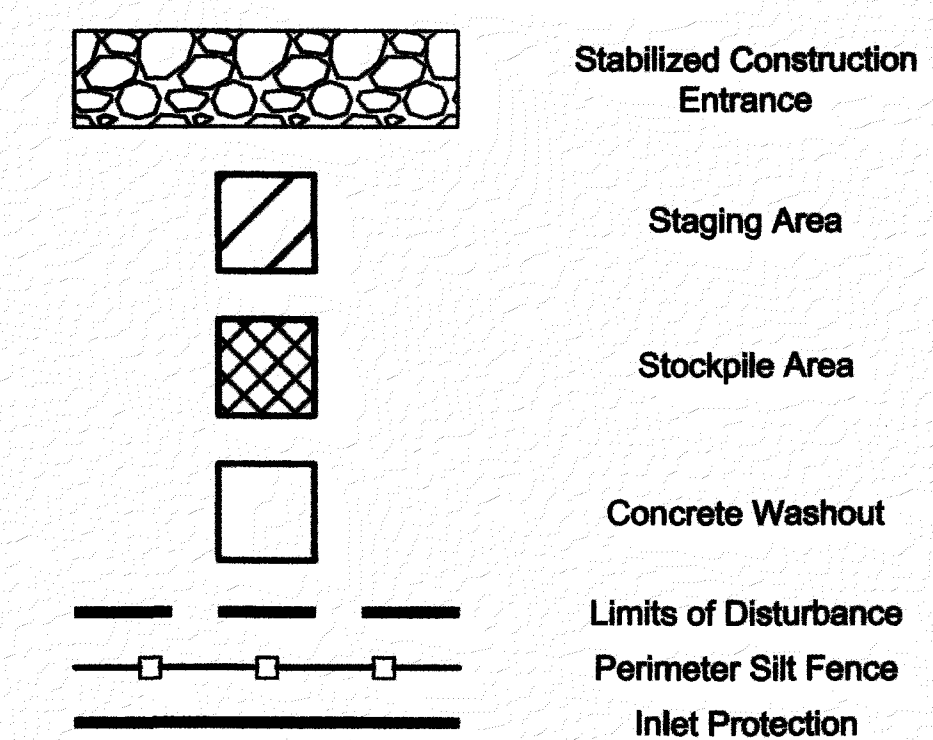 Stabilized Construction
Entrance
Staging Area
Stockpile Area
Concrete Washout
Limits of Disturbance
Perimeter Silt Fence
Inlet Protection